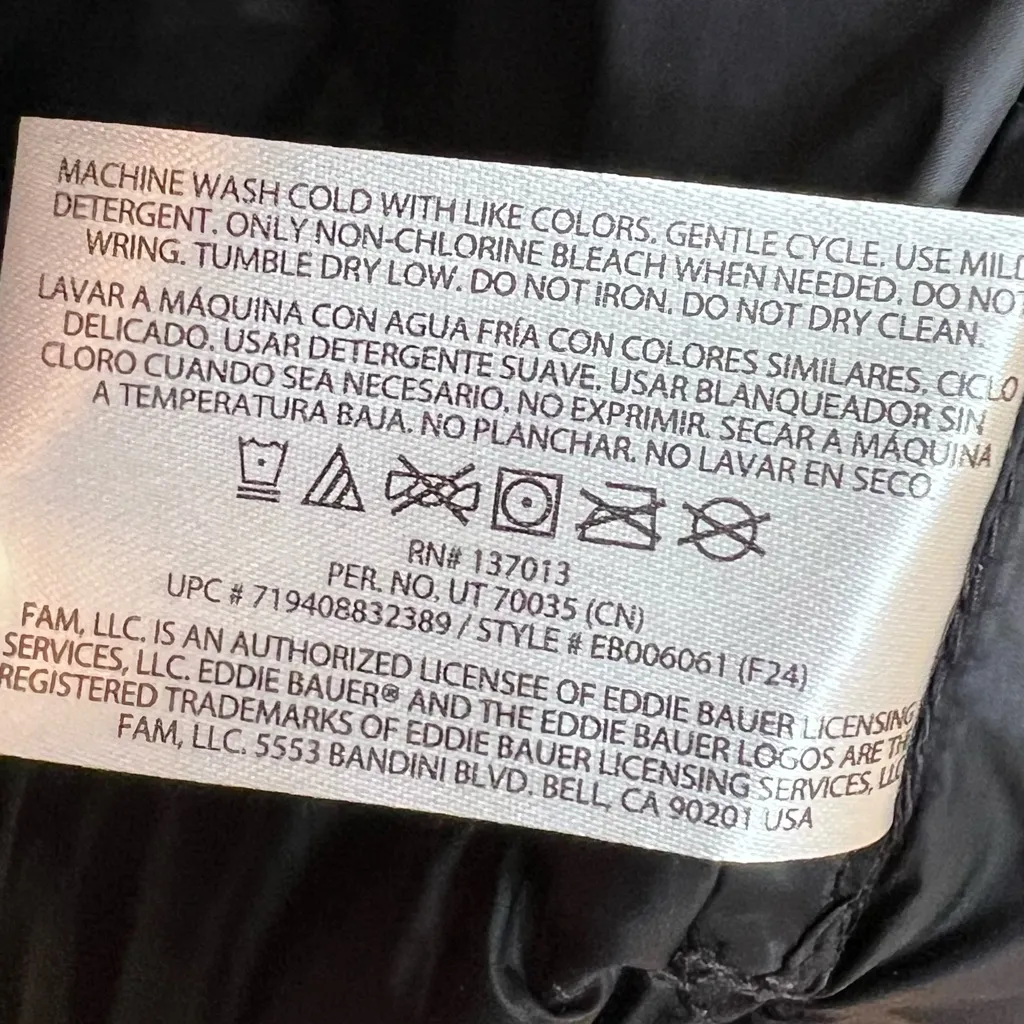 MACHINE WASH COLD WITH LIKE COLORS. GENTLE CYCLE. USE MILD
DETERGENT. ONLY NON-CHLORINE BLEACH WHEN NEEDED. DO NOT
WRING. TUMBLE DRY LOW. DO NOT IRON. DO NOT DRY CLEAN.
LAVAR A MÁQUINA CON AGUA FRÍA CON COLORES SIMILARES. CICLO
DELICADO. USAR DETERGENTE SUAVE. USAR BLANQUEADOR SIN
CLORO CUANDO SEA NECESARIO. NO EXPRIMIR. SECAR A MÁQUINA
A TEMPERATURA BAJA. NO PLANCHAR. NO LAVAR EN SECO
RN# 137013
PER. NO. UT 70035 (CN)
UPC # 719408832389 / STYLE # EB006061 (F24)
FAM, LLC. IS AN AUTHORIZED LICENSEE OF EDDIE BAUER LICENSING
SERVICES, LLC. EDDIE BAUER® AND THE EDDIE BAUER LOGOS ARE THE
REGISTERED TRADEMARKS OF EDDIE BAUER LICENSING SERVICES, LLC
FAM, LLC. 5553 BANDINI BLVD. BELL, CA 90201 USA